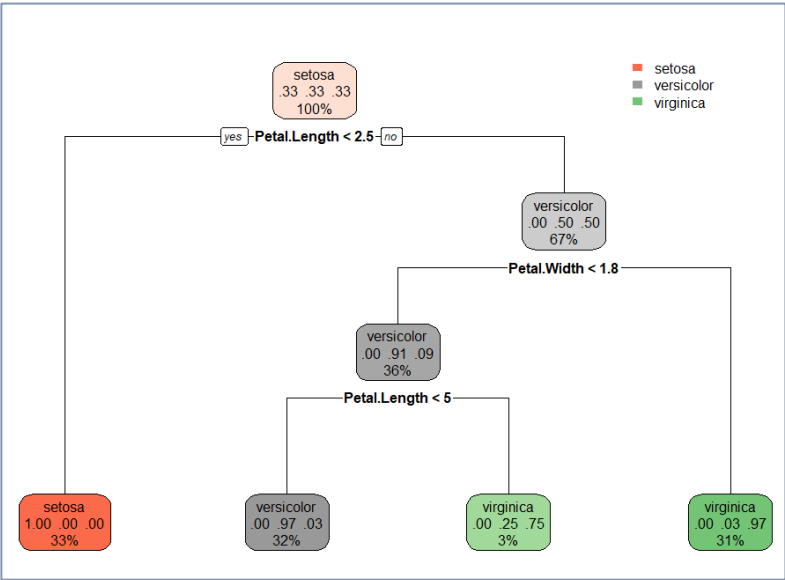 setosa
.33 .33 .33
100%
setosa
versicolor
virginica
yes Petal.Length < 2.5 no
versicolor
.00 .50 .50
67%
Petal.Width < 1.8
versicolor
.00 .91 .09
36%
Petal.Length < 5
setosa
1.00 .00 .00
33%
versicolor
.00 .97 .03
32%
virginica
.00 .25 .75
3%
virginica
.00 .03 .97
31%